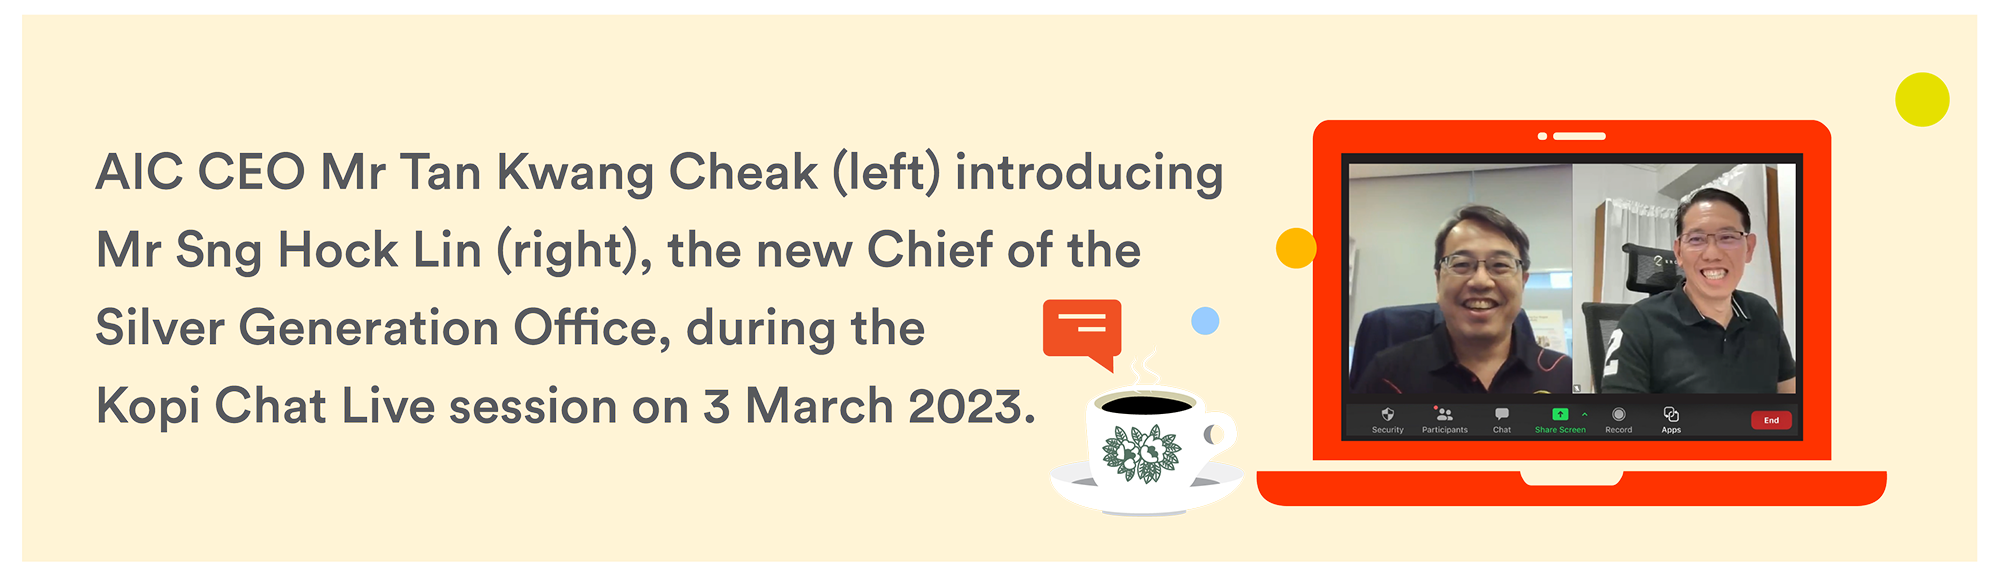 AIC CEO Mr Tan Kwang Cheak (left) introducing
Mr Sng Hock Lin (right), the new Chief of the
Silver Generation Office, during the
Kopi Chat Live session on 3 March 2023.
2
Security Participants Chat Share Screen Record Apps End